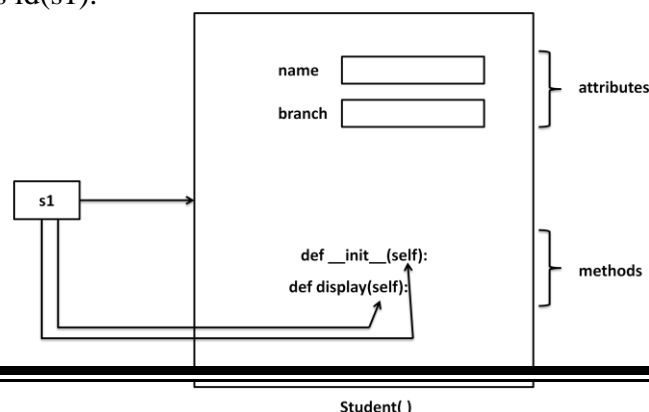 s id(s1).
name
attributes
branch
s1
def __init__(self):
methods
def display(self):
Student( )